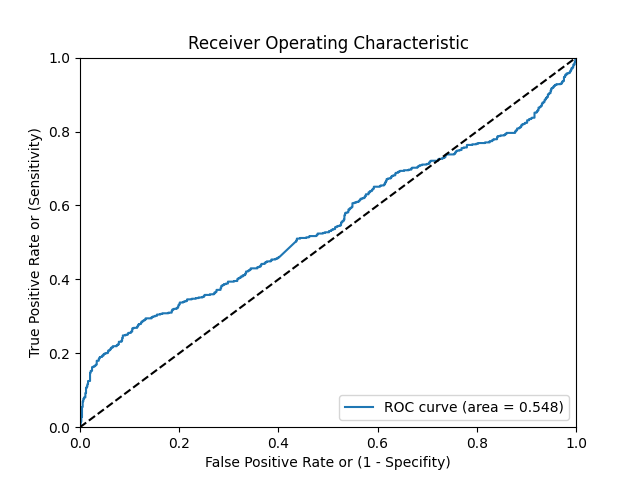 Receiver Operating Characteristic
1.0
0.8
0.6
0.4
0.2
0.0
True Positive Rate or (Sensitivity)
ROC curve (area = 0.548)
0.0 0.2 0.4 0.6 0.8 1.0
False Positive Rate or (1 - Specifity)